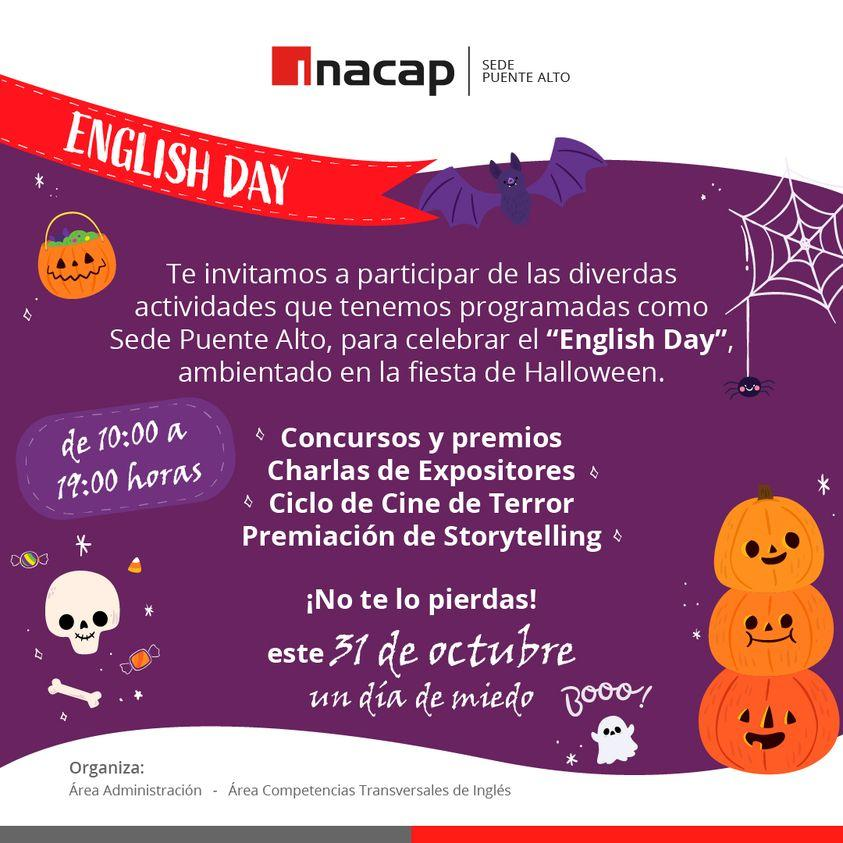 inacap
SEDE
PUENTE ALTO
ENGLISH DAY
Te invitamos a participar de las diverdas
actividades que tenemos programadas como
Sede Puente Alto, para celebrar el “English Day”,
ambientado en la fiesta de Halloween.
de 10:00 a
19:00 horas
Concursos y premios
Charlas de Expositores
Ciclo de Cine de Terror
Premiación de Storytelling
¡No te lo pierdas!
este 31 de octubre
un día de miedo
Booo!
Organiza:
Área Administración - Área Competencias Transversales de Inglés